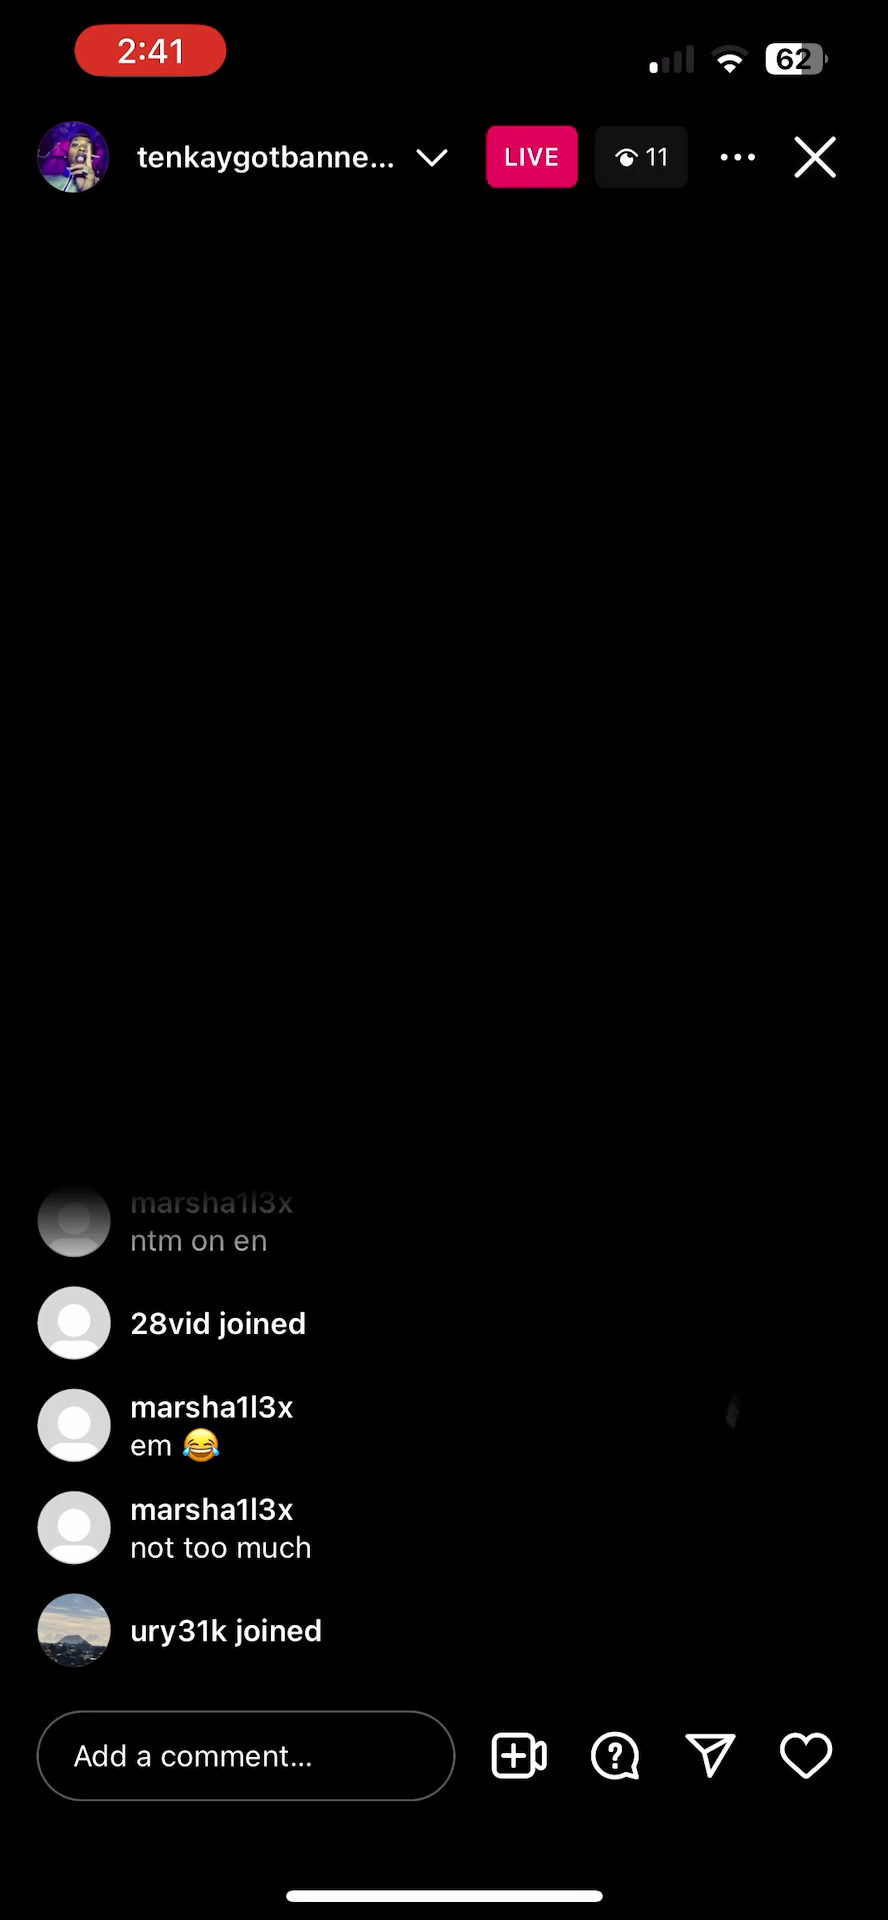 2:41
62
tenkaygotbanne...
LIVE
11
marsha1l3x
ntm on en
28vid joined
marsha1l3x
em 😂
marsha1l3x
not too much
ury31k joined
Add a comment...